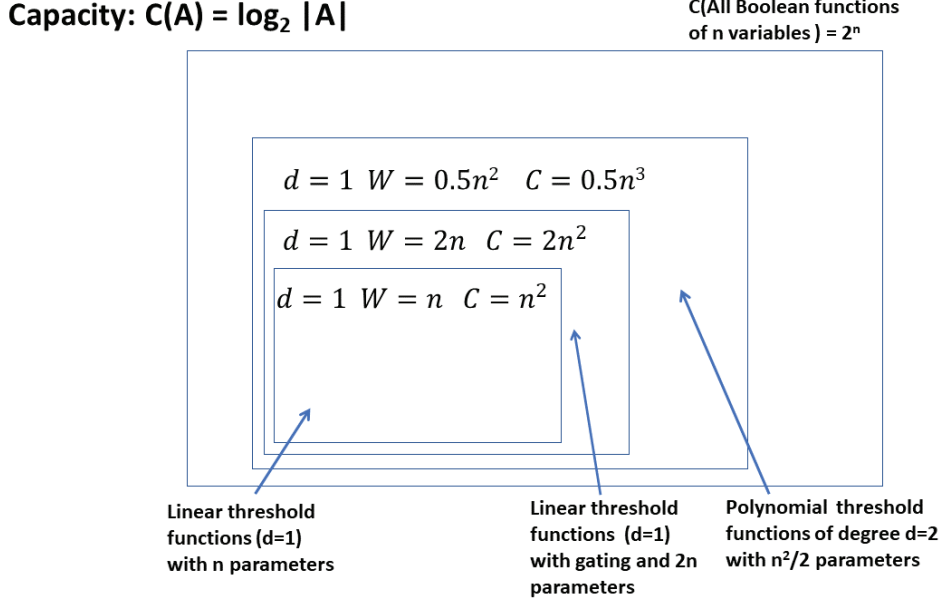 Capacity: C(A) = log₂ |A|
C(All Boolean functions
of n variables ) = 2ⁿ
d = 1 W = 0.5n² C = 0.5n³
d = 1 W = 2n C = 2n²
d = 1 W = n C = n²
Linear threshold
functions (d=1)
with n parameters
Linear threshold
functions (d=1)
with gating and 2n
parameters
Polynomial threshold
functions of degree d=2
with n²/2 parameters